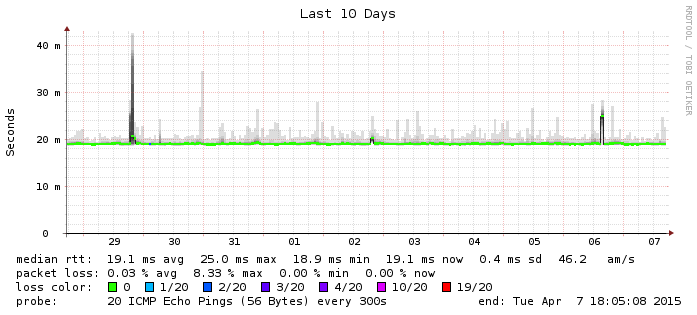 Last 10 Days
RRDTOOL / TOBI OETIKER
Seconds
40 m
30 m
20 m
10 m
0
29 30 31 01 02 03 04 05 06 07
median rtt: 19.1 ms avg 25.0 ms max 18.9 ms min 19.1 ms now 0.4 ms sd 46.2 am/s
packet loss: 0.03 % avg 8.33 % max 0.00 % min 0.00 % now
loss color: 0 1/20 2/20 3/20 4/20 10/20 19/20
probe: 20 ICMP Echo Pings (56 Bytes) every 300s end: Tue Apr 7 18:05:08 2015